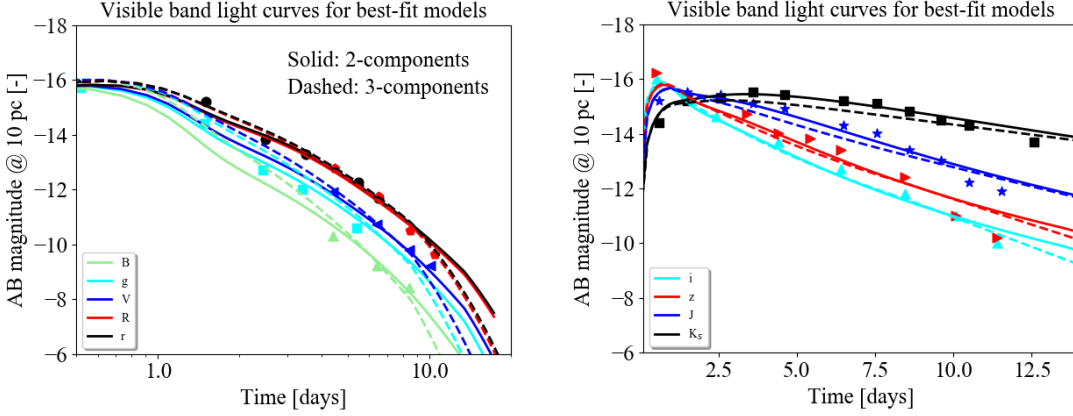 Visible band light curves for best-fit models
Solid: 2-components
Dashed: 3-components
AB magnitude @ 10 pc [-]
−18
−16
−14
−12
−10
−8
−6
B
g
V
R
r
1.0
10.0
Time [days]
Visible band light curves for best-fit models
AB magnitude @ 10 pc [-]
−18
−16
−14
−12
−10
−8
−6
i
z
J
K_S
2.5
5.0
7.5
10.0
12.5
Time [days]